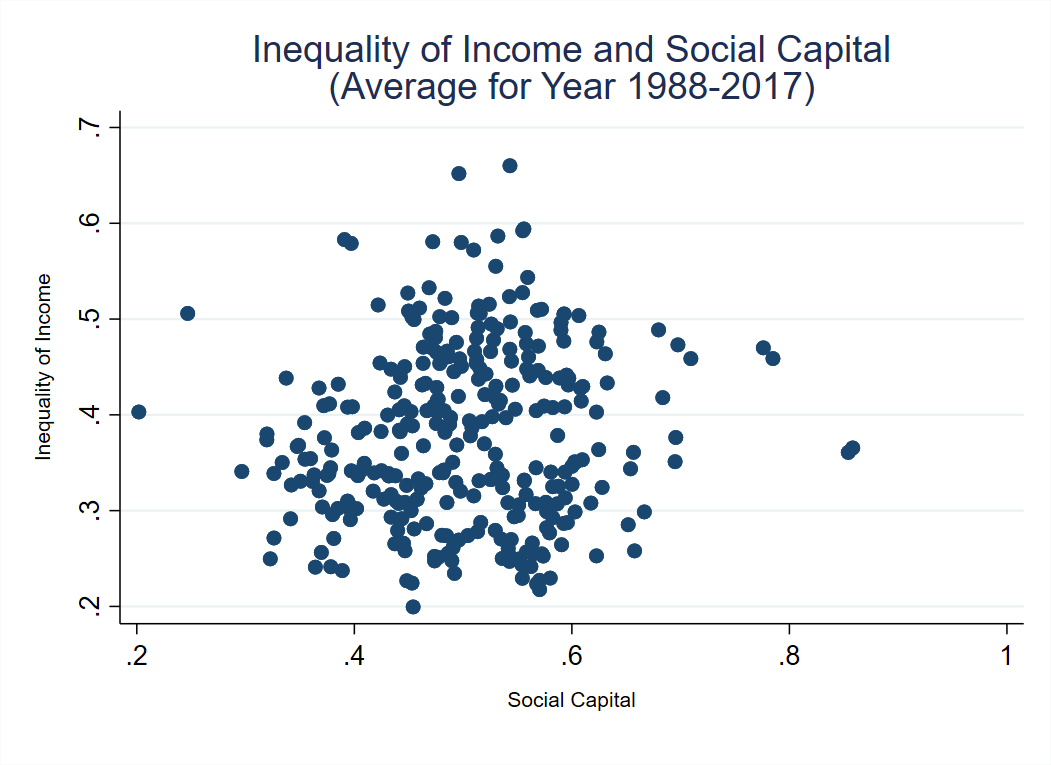 Inequality of Income and Social Capital
(Average for Year 1988-2017)
.7
.6
.5
.4
.3
.2
Inequality of Income
.2 .4 .6 .8 1
Social Capital